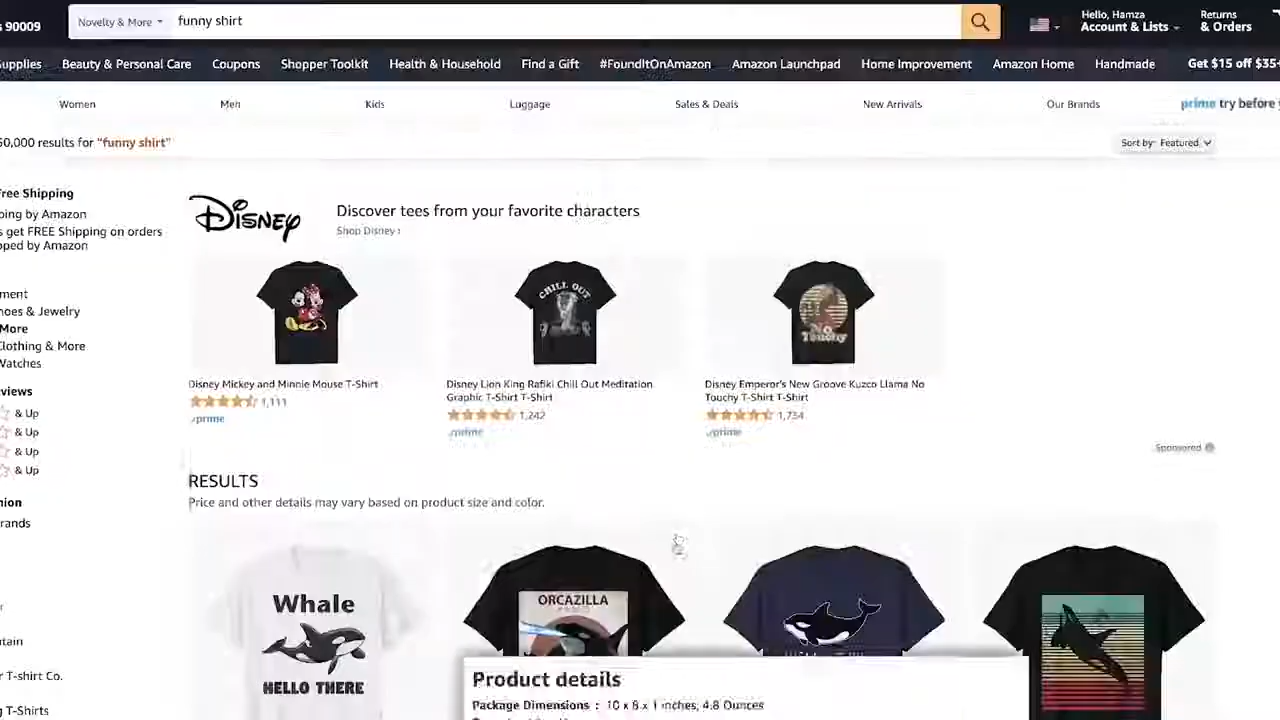 s 90009
Novelty & More
funny shirt
Hello, Hamza
Account & Lists
Returns
& Orders
Supplies
Beauty & Personal Care
Coupons
Shopper Toolkit
Health & Household
Find a Gift
#FoundItOnAmazon
Amazon Launchpad
Home Improvement
Amazon Home
Handmade
Get $15 off $35+
Women
Men
Kids
Luggage
Sales & Deals
New Arrivals
Our Brands
prime try before y
50,000 results for "funny shirt"
Sort by: Featured
Free Shipping
ping by Amazon
s get FREE Shipping on orders
pped by Amazon
ment
hoes & Jewelry
More
Clothing & More
Watches
views
& Up
& Up
& Up
& Up
hion
rands
r
ntain
r T-shirt Co.
g T-Shirts
Disney
Discover tees from your favorite characters
Shop Disney ›
CHILL OUT
No
Touchy
Disney Mickey and Minnie Mouse T-Shirt
1,111
prime
Disney Lion King Rafiki Chill Out Meditation
Graphic T-Shirt T-Shirt
1,242
prime
Disney Emperor's New Groove Kuzco Llama No
Touchy T-Shirt T-Shirt
1,734
prime
Sponsored
RESULTS
Price and other details may vary based on product size and color.
Whale
HELLO THERE
ORCAZILLA
Product details
Package Dimensions : 10 x 8 x 1 inches; 4.8 Ounces